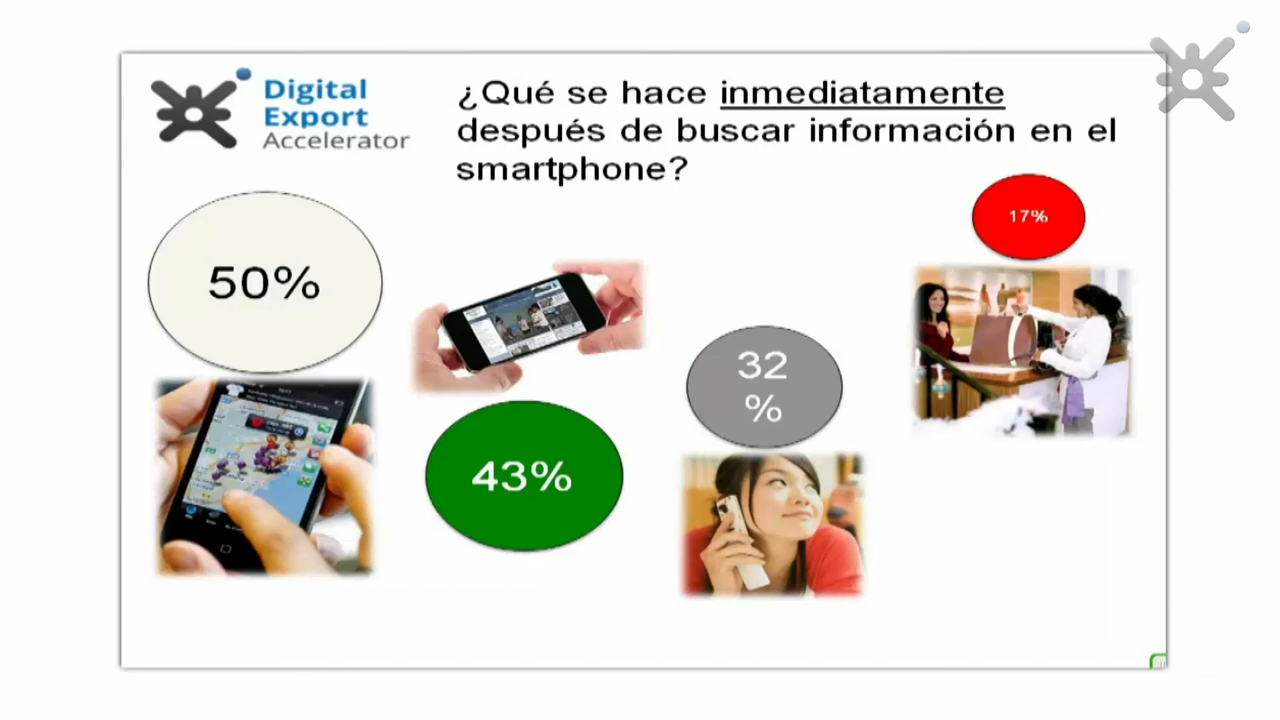 Digital
Export
Accelerator
¿Qué se hace inmediatamente
después de buscar información en el
smartphone?
50%
43%
32
%
17%